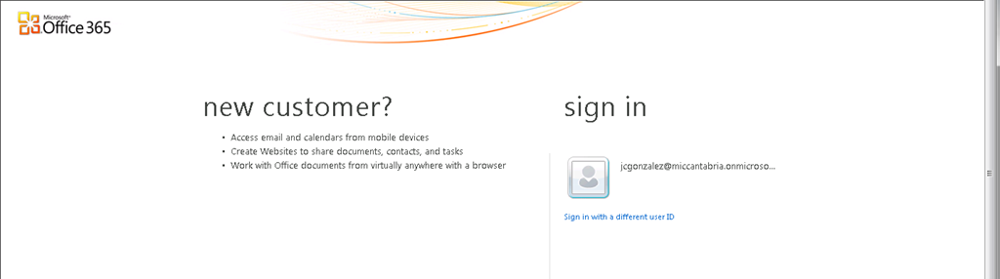 Microsoft®
Office 365
new customer?
• Access email and calendars from mobile devices
• Create Websites to share documents, contacts, and tasks
• Work with Office documents from virtually anywhere with a browser
sign in
jcgonzalez@miccantabria.onmicroso...
Sign in with a different user ID